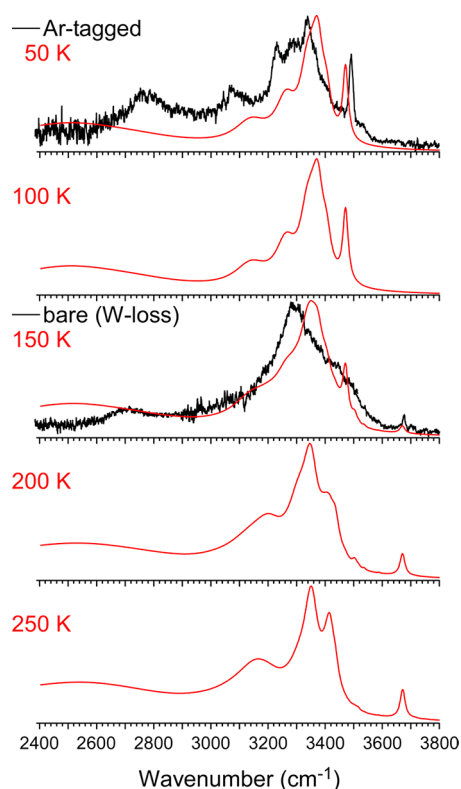 Ar-tagged
50 K
100 K
bare (W-loss)
150 K
200 K
250 K
2400 2600 2800 3000 3200 3400 3600 3800
Wavenumber (cm⁻¹)